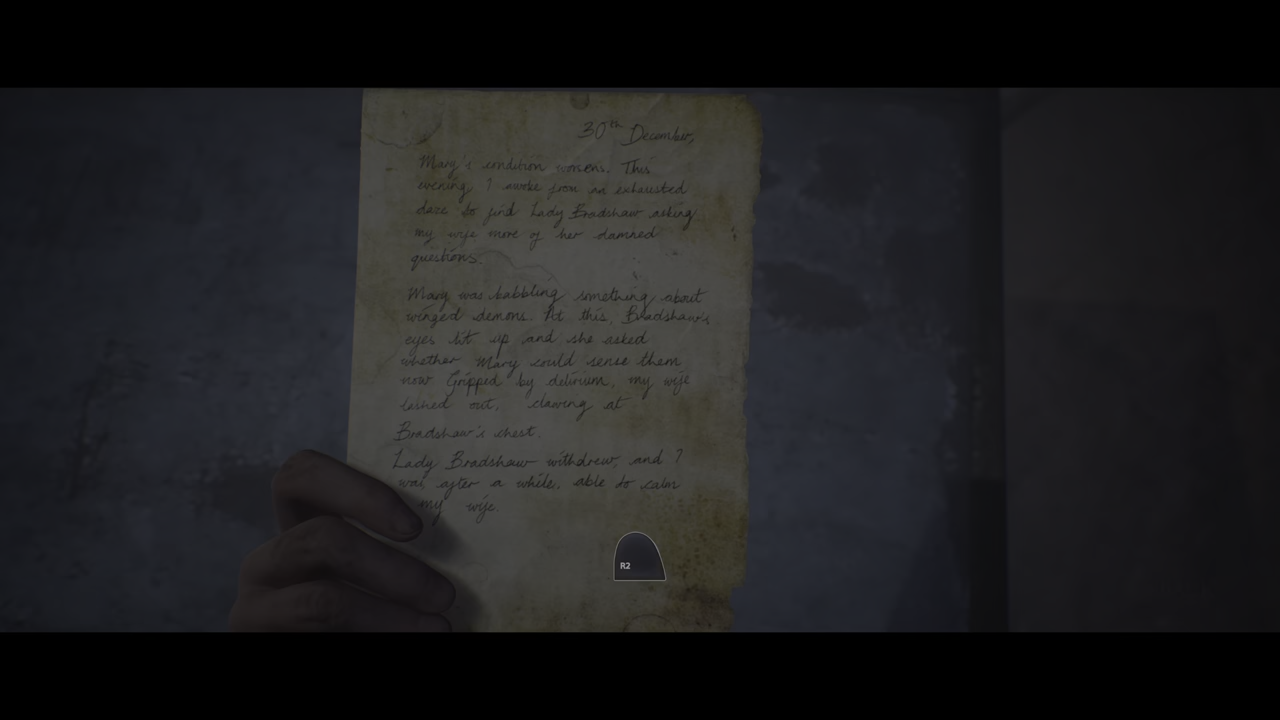 30th December,
Mary's condition worsens. This
evening I awoke from an exhausted
daze to find Lady Bradshaw asking
my wife more of her damned
questions.
Mary was babbling something about
winged demons. At this, Bradshaw's
eyes lit up and she asked
whether Mary could sense them
now. Gripped by delirium, my wife
lashed out, clawing at
Bradshaw's chest.
Lady Bradshaw withdrew, and I
was, after a while, able to calm
my wife.
R2